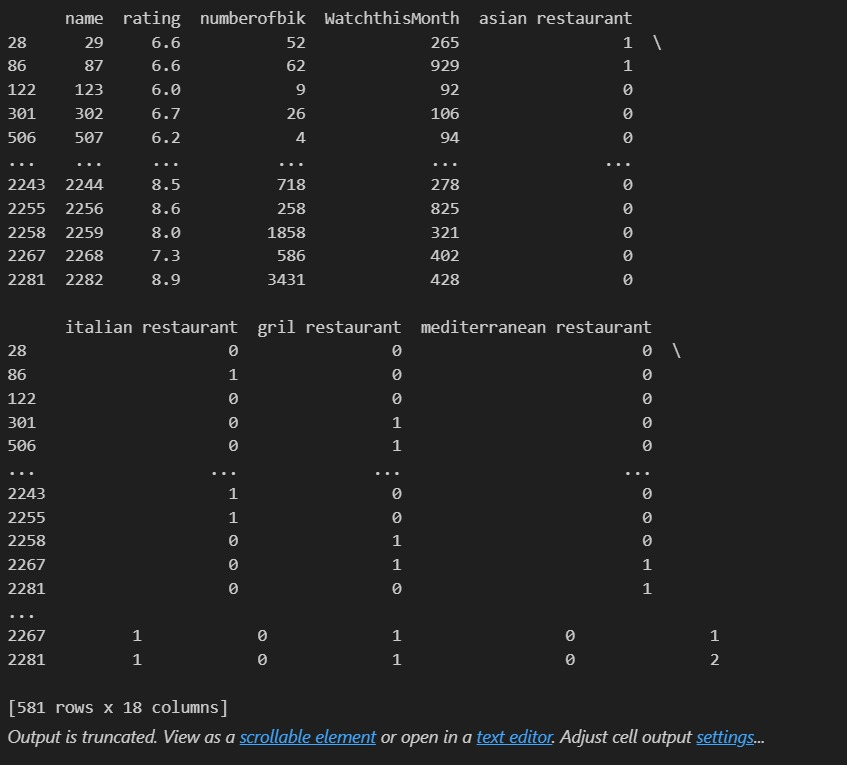 name rating numberofbik WatchthisMonth asian restaurant
28 29 6.6 52 265 1 \
86 87 6.6 62 929 1
122 123 6.0 9 92 0
301 302 6.7 26 106 0
506 507 6.2 4 94 0
... ... ... ... ... ...
2243 2244 8.5 718 278 0
2255 2256 8.6 258 825 0
2258 2259 8.0 1858 321 0
2267 2268 7.3 586 402 0
2281 2282 8.9 3431 428 0
italian restaurant gril restaurant mediterranean restaurant
28 0 0 0 \
86 1 0 0
122 0 0 0
301 0 1 0
506 0 1 0
... ... ... ...
2243 1 0 0
2255 1 0 0
2258 0 1 0
2267 0 1 1
2281 0 0 1
...
2267 1 0 1 0 1
2281 1 0 1 0 2
[581 rows x 18 columns]
Output is truncated. View as a scrollable element or open in a text editor. Adjust cell output settings...